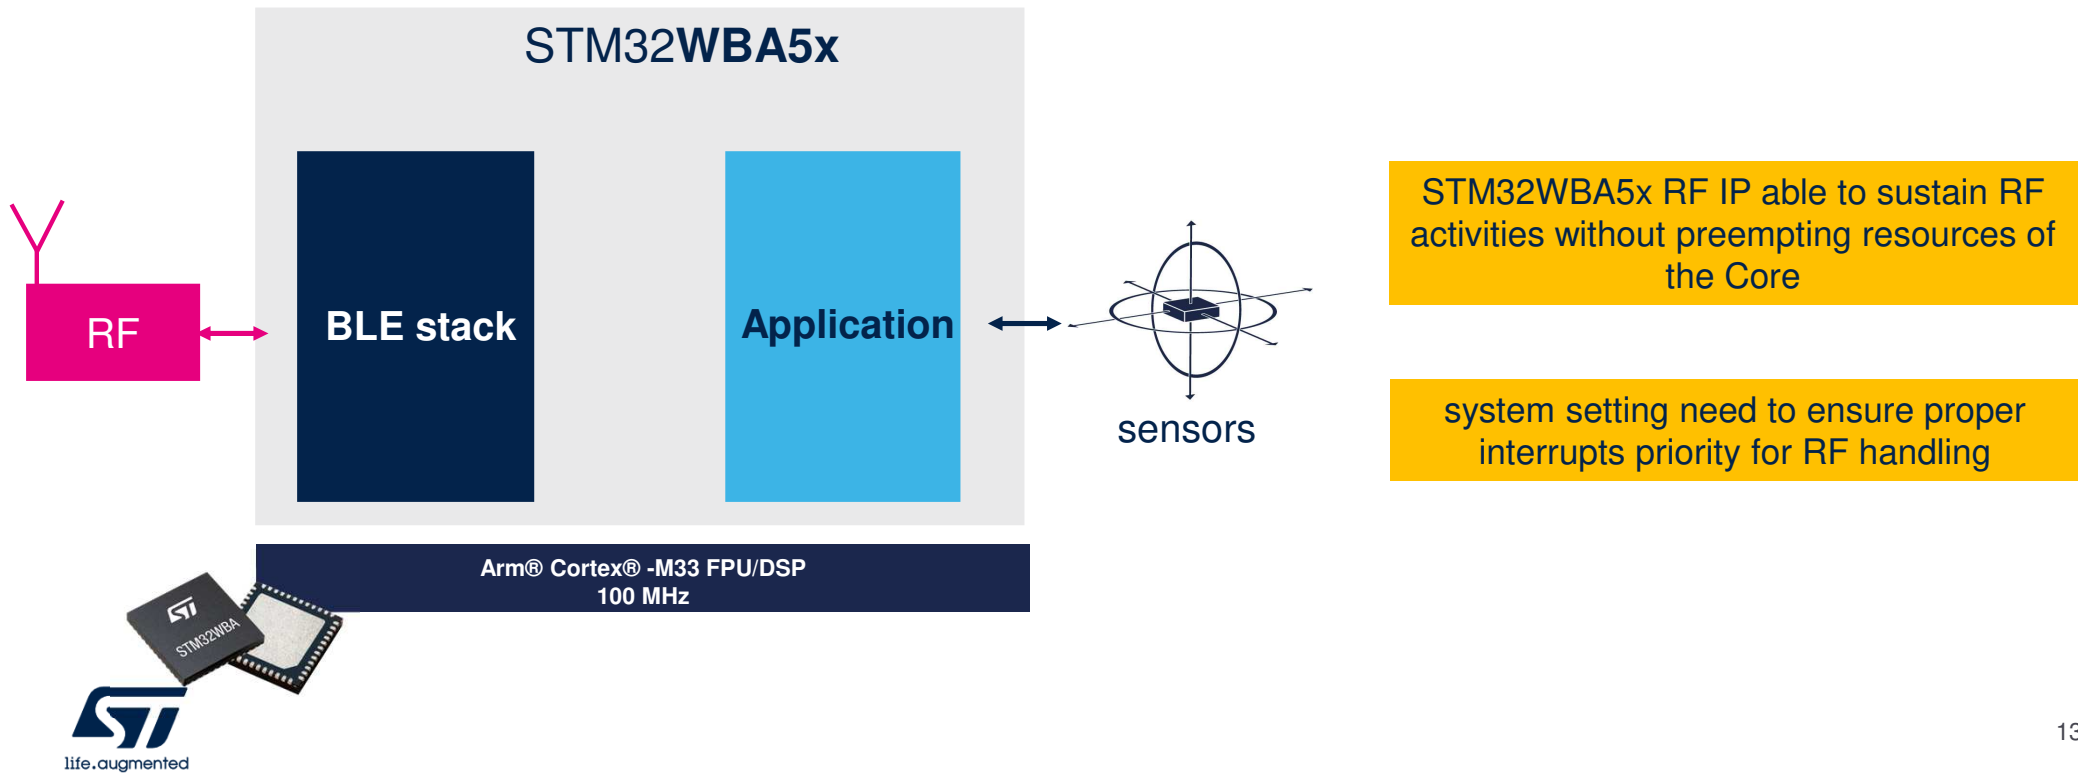 STM32WBA5x
RF
BLE stack
Application
sensors
STM32WBA5x RF IP able to sustain RF
activities without preempting resources of
the Core
system setting need to ensure proper
interrupts priority for RF handling
Arm® Cortex® -M33 FPU/DSP
100 MHz
ST
STM32WBA
ST
life.augmented
13